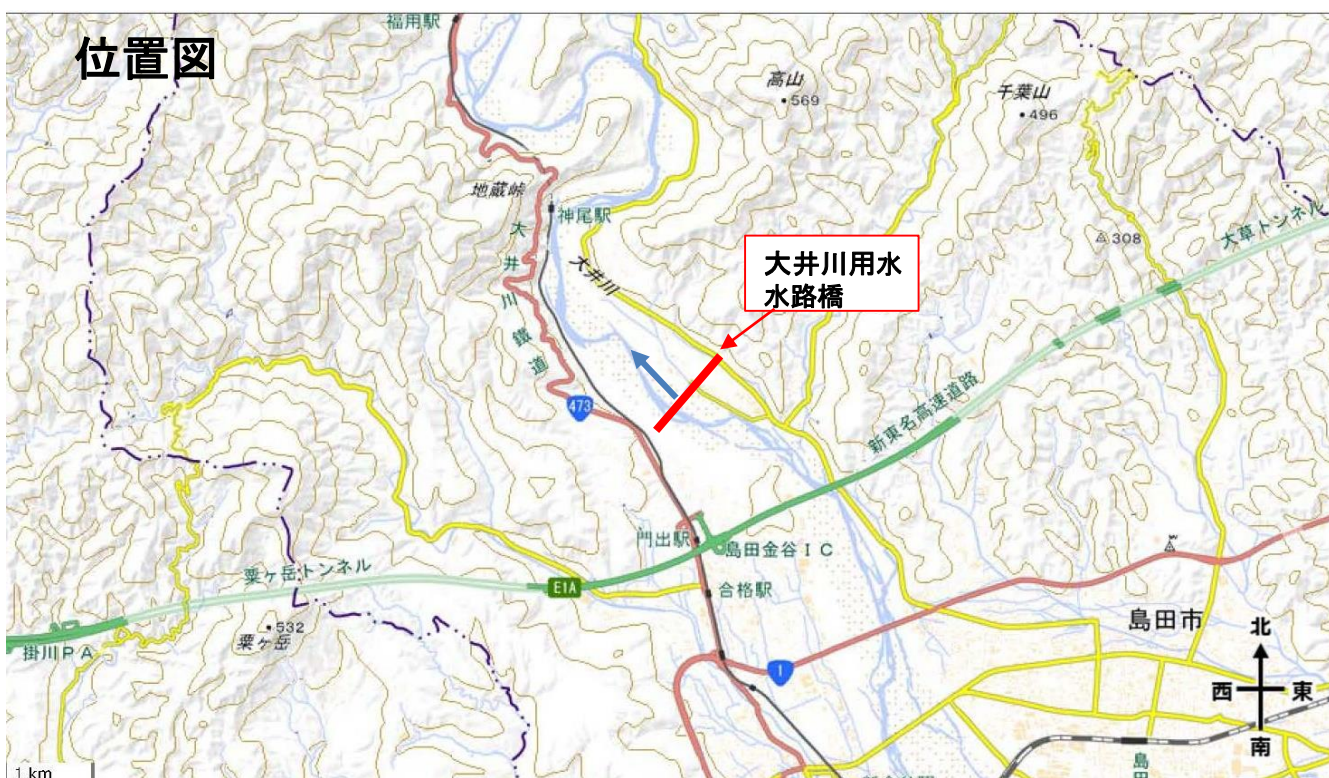 福用駅
位置図
高山
569
千葉山
496
地蔵峠
神尾駅
大井川鐵道
大井川
308
大草トンネル
大井川用水
水路橋
473
新東名高速道路
門出駅
島田金谷IC
粟ヶ岳トンネル
E1A
合格駅
532
粟ヶ岳
掛川PA
島田市
1
北
西
東
南
島
1 km